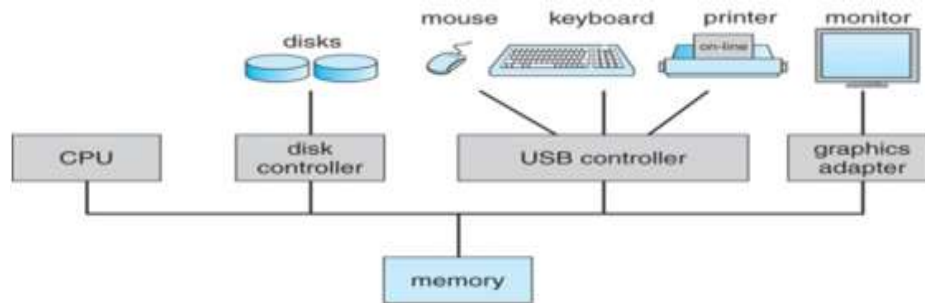 mouse
keyboard
printer
monitor
disks
on-line
CPU
disk
controller
USB controller
graphics
adapter
memory